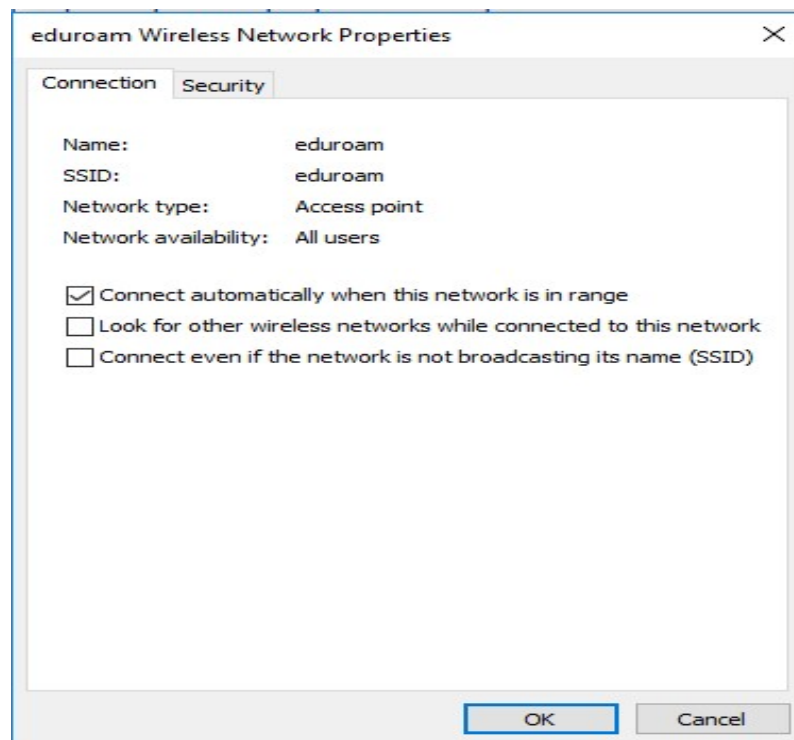 eduroam Wireless Network Properties
Connection Security
Name: eduroam
SSID: eduroam
Network type: Access point
Network availability: All users
Connect automatically when this network is in range
Look for other wireless networks while connected to this network
Connect even if the network is not broadcasting its name (SSID)
OK Cancel